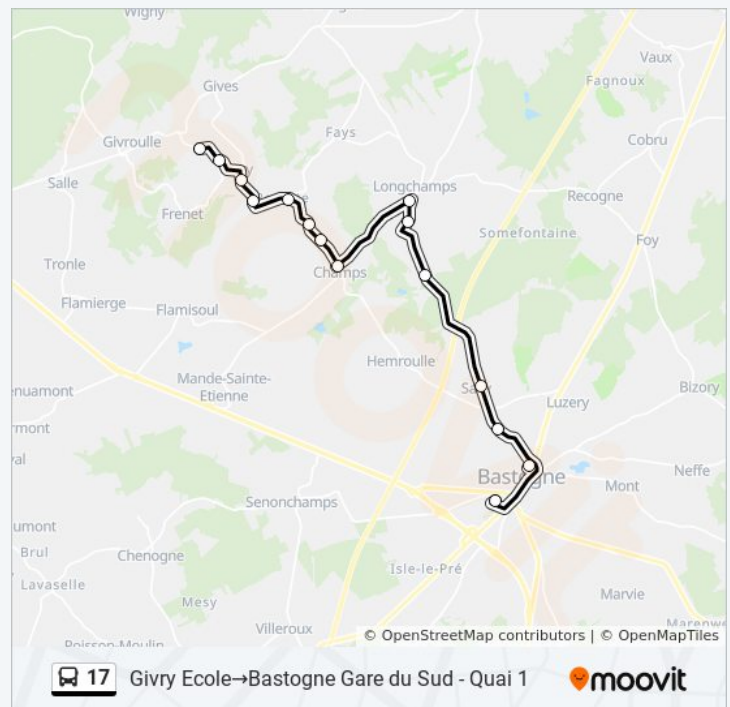 Wigny
Vaux
Gives
Fagnoux
Givroulle
Fays
Cobru
Salle
Longchamps
Recogne
Frenet
Somefontaine
Foy
Tronle
Champs
Flamierge
Flamisoul
Hemroulle
Mande-Sainte-
Etienne
Bizory
Luzery
Bastogne
Neffe
Mont
Senonchamps
Chenogne
Brul
Lavaselle
Isle-le-Pré
Mesy
Marvie
Villeroux
© OpenStreetMap contributors | © OpenMapTiles
17 Givry Ecole→Bastogne Gare du Sud - Quai 1 moovit